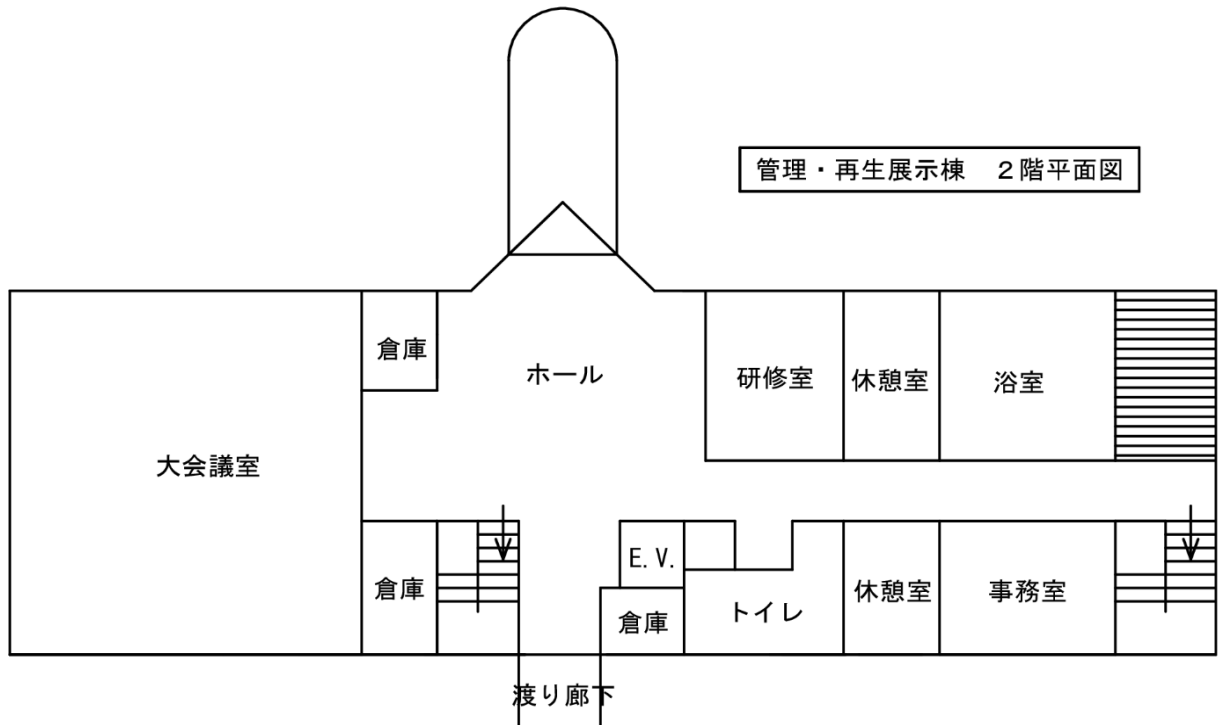 管理・再生展示棟　２階平面図
倉庫
ホール
研修室
休憩室
浴室
大会議室
倉庫
E.V.
倉庫
トイレ
休憩室
事務室
渡り廊下